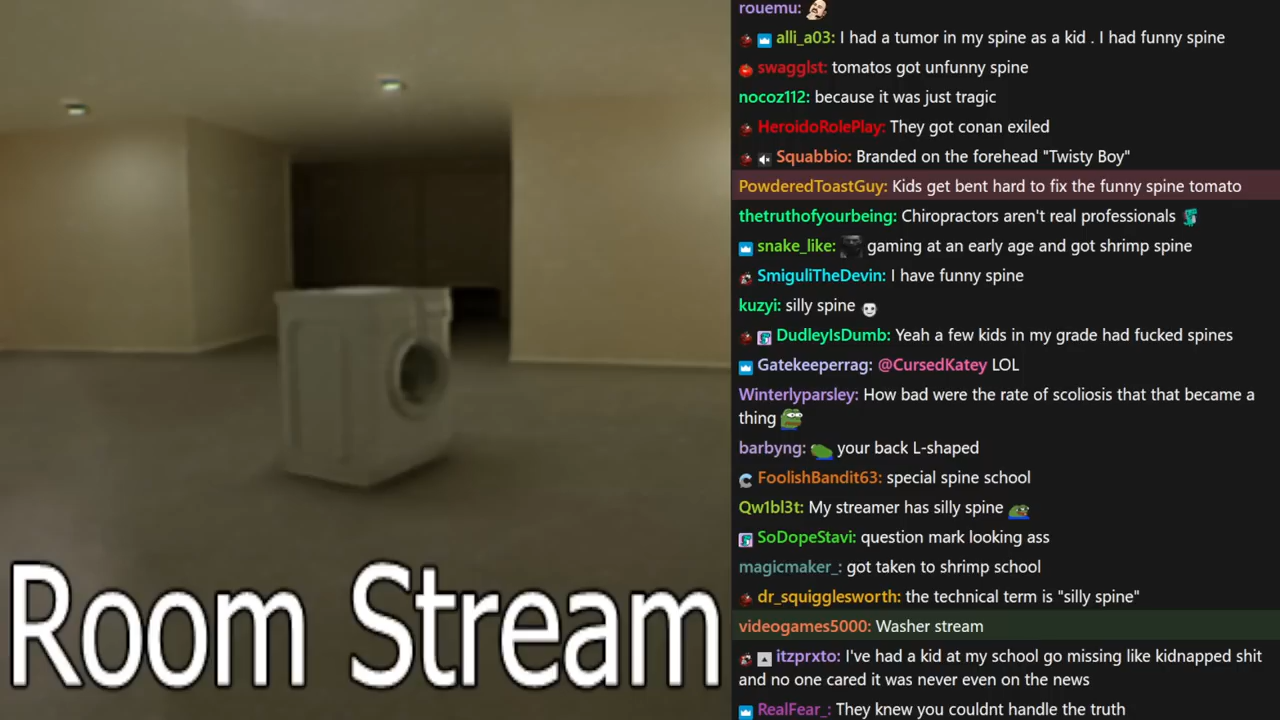 rouemu:
alli_a03: I had a tumor in my spine as a kid . I had funny spine
swagglst: tomatos got unfunny spine
nocoz112: because it was just tragic
HeroidoRolePlay: They got conan exiled
Squabbio: Branded on the forehead "Twisty Boy"
PowderedToastGuy: Kids get bent hard to fix the funny spine tomato
thetruthofyourbeing: Chiropractors aren't real professionals
snake_like: gaming at an early age and got shrimp spine
SmiguliTheDevin: I have funny spine
kuzyi: silly spine
DudleyIsDumb: Yeah a few kids in my grade had fucked spines
Gatekeeperrag: @CursedKatey LOL
Winterlyparsley: How bad were the rate of scoliosis that that became a
thing
barbyng: your back L-shaped
FoolishBandit63: special spine school
Qw1bl3t: My streamer has silly spine
SoDopeStavi: question mark looking ass
magicmaker_: got taken to shrimp school
dr_squigglesworth: the technical term is "silly spine"
videogames5000: Washer stream
itzprxto: I've had a kid at my school go missing like kidnapped shit
and no one cared it was never even on the news
RealFear_: They knew you couldnt handle the truth
Room Stream